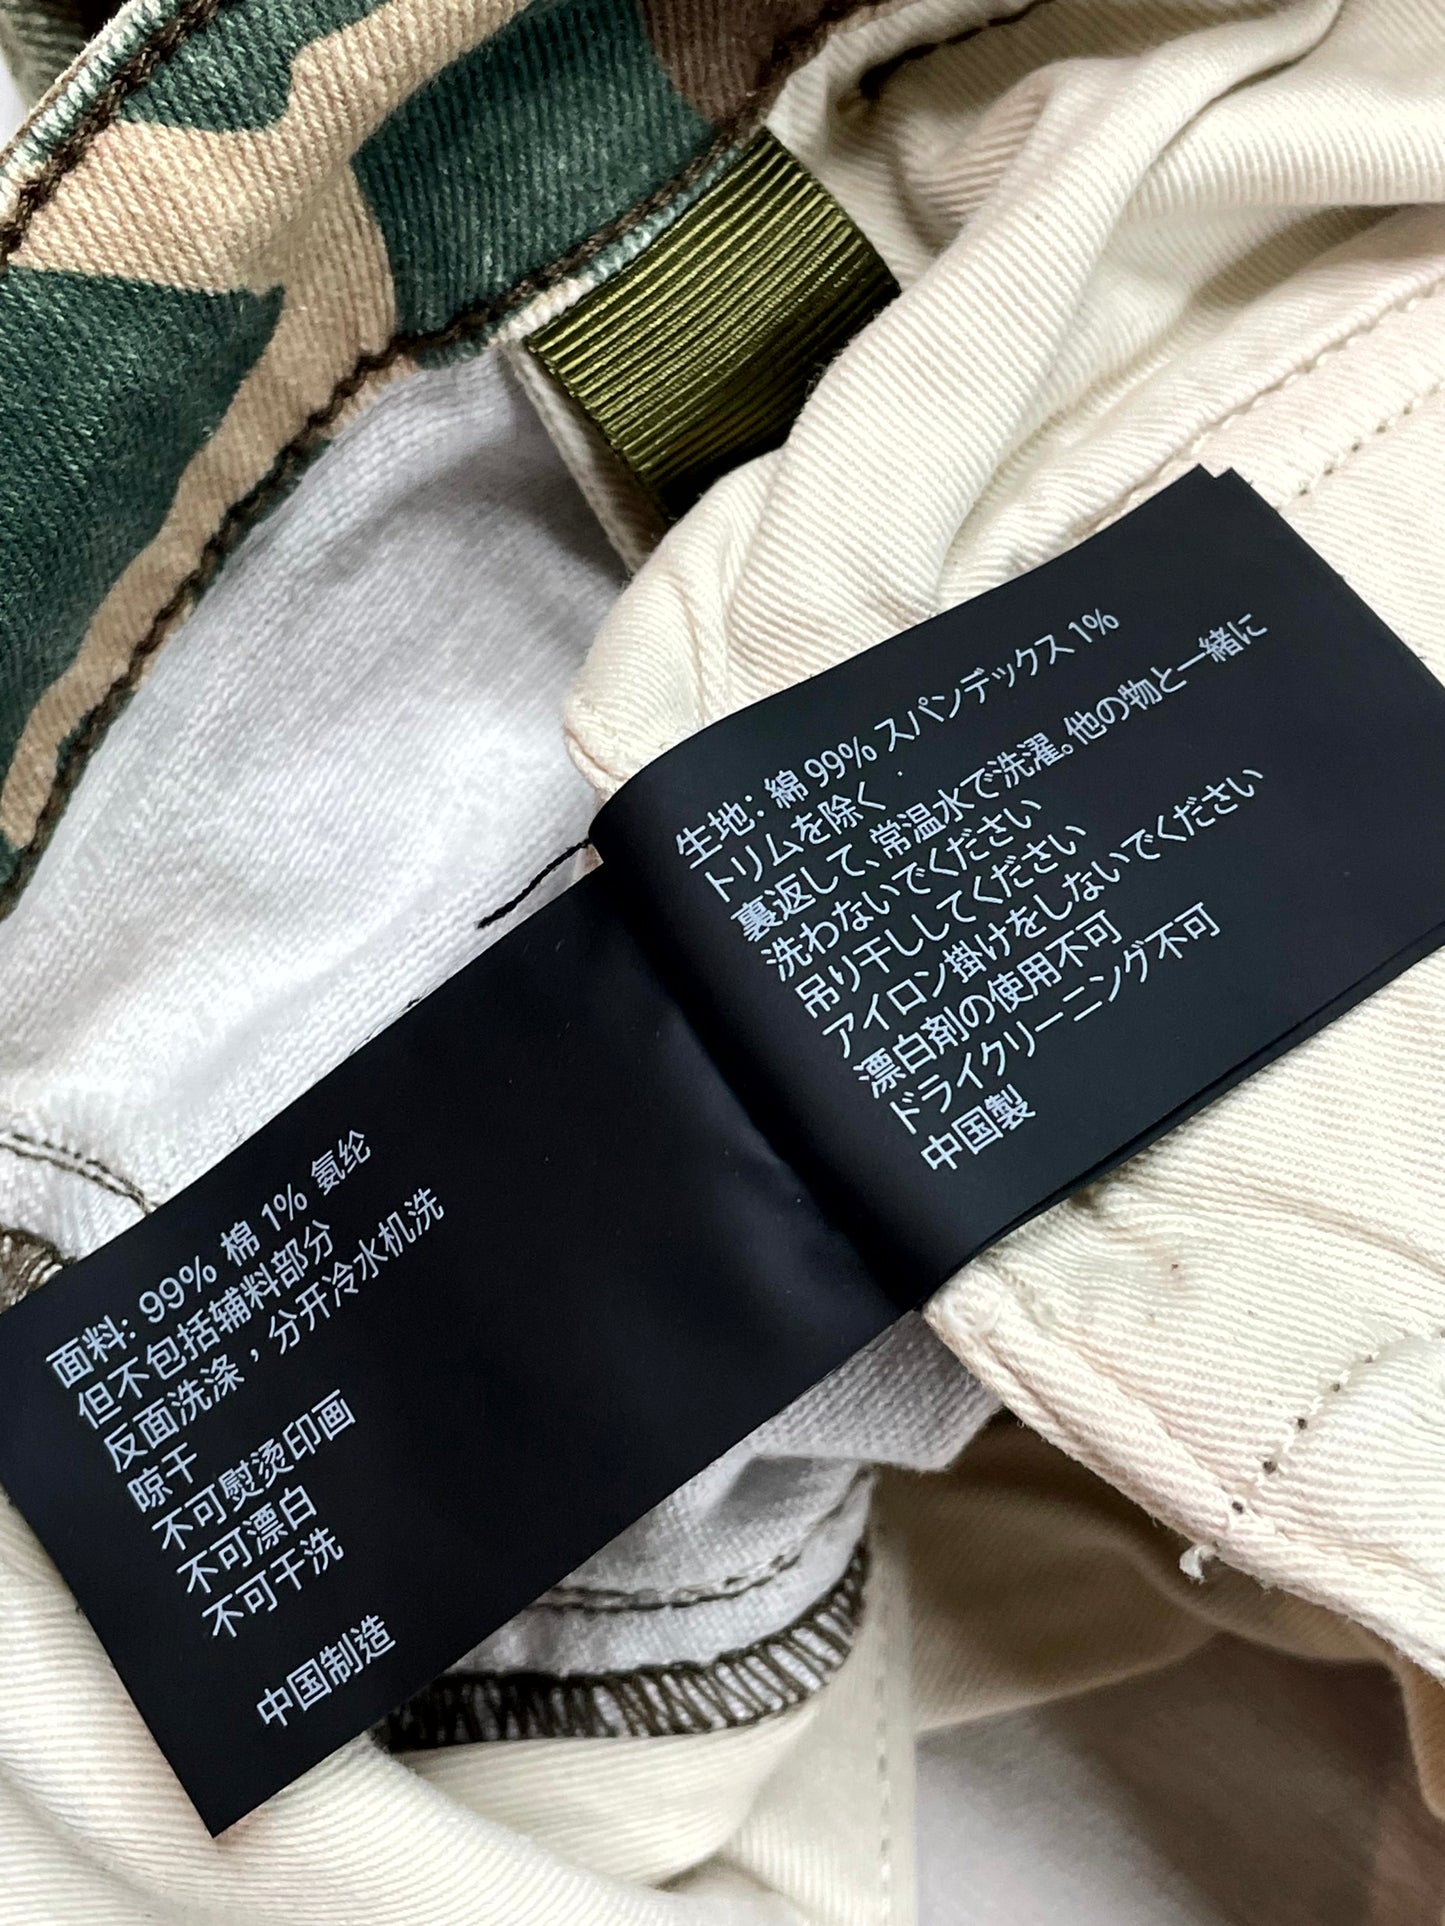 生地: 綿 99% スパンデックス 1%
トリムを除く
裏返して、常温水で洗濯。他の物と一緒に
洗わないでください
吊り干ししてください
アイロン掛けをしないでください
漂白剤の使用不可
ドライクリーニング不可
中国製
面料: 99% 棉 1% 氨纶
但不包括辅料部分
反面洗涤，分开冷水机洗
晾干
不可熨烫印画
不可漂白
不可干洗
中国制造